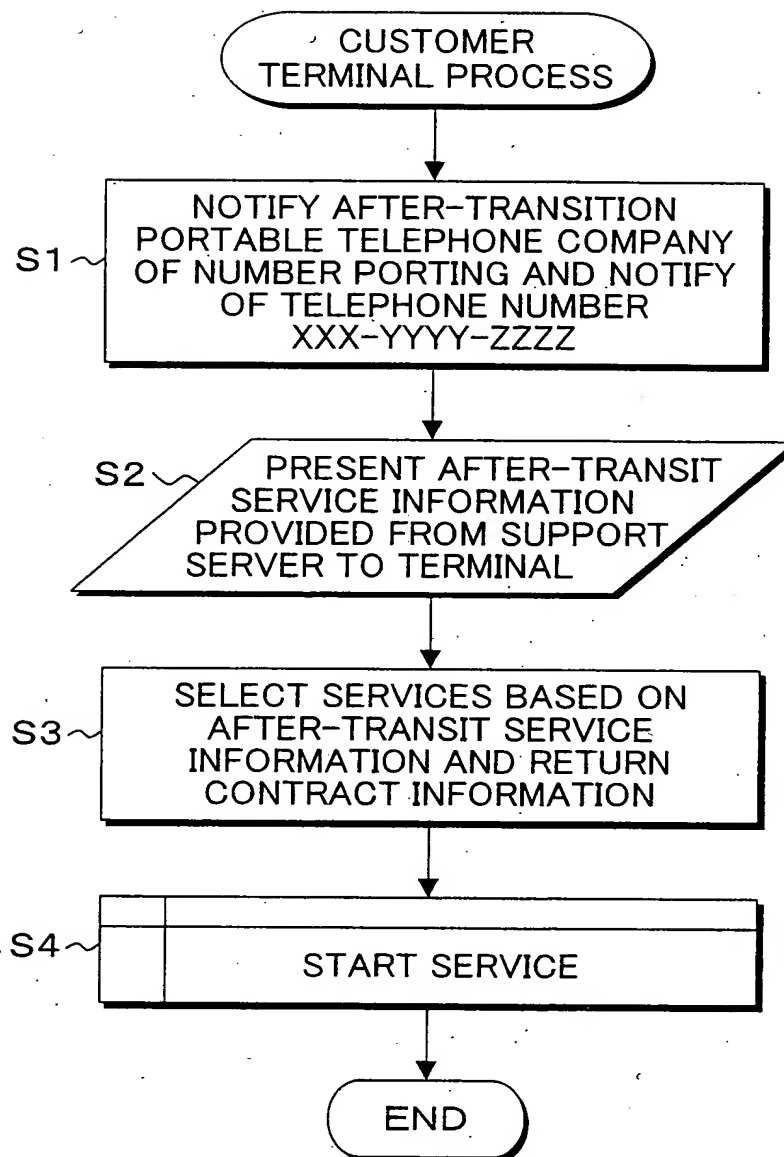 CUSTOMER
TERMINAL PROCESS
S1
NOTIFY AFTER-TRANSITION
PORTABLE TELEPHONE COMPANY
OF NUMBER PORTING AND NOTIFY
OF TELEPHONE NUMBER
XXX-YYYY-ZZZZ
S2
PRESENT AFTER-TRANSIT
SERVICE INFORMATION
PROVIDED FROM SUPPORT
SERVER TO TERMINAL
S3
SELECT SERVICES BASED ON
AFTER-TRANSIT SERVICE
INFORMATION AND RETURN
CONTRACT INFORMATION
S4
START SERVICE
END